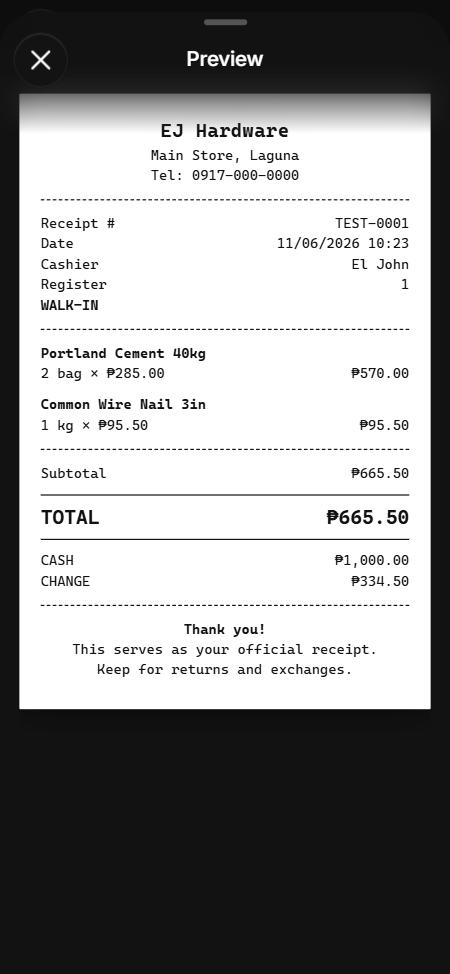 Preview
EJ Hardware
Main Store, Laguna
Tel: 0917-000-0000
Receipt # TEST-0001
Date 11/06/2026 10:23
Cashier El John
Register 1
WALK-IN
Portland Cement 40kg
2 bag × ₱285.00 ₱570.00
Common Wire Nail 3in
1 kg × ₱95.50 ₱95.50
Subtotal ₱665.50
TOTAL ₱665.50
CASH ₱1,000.00
CHANGE ₱334.50
Thank you!
This serves as your official receipt.
Keep for returns and exchanges.